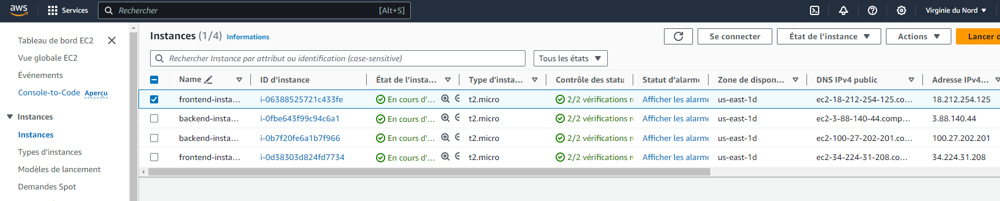 aws Services Rechercher [Alt+S] Virginie du Nord
Tableau de bord EC2
Vue globale EC2
Événements
Console-to-Code Aperçu
Instances
Instances
Types d'instances
Modèles de lancement
Demandes Spot
Instances (1/4) Informations Se connecter État de l'instance Actions Lancer d
Rechercher Instance par attribut ou identification (case-sensitive) Tous les états
Name ID d'instance État de l'insta... Type d'insta... Contrôle des statu Statut d'alarme Zone de dispon... DNS IPv4 public Adresse IPv4...
frontend-insta... i-06388525721c433fe En cours d'... t2.micro 2/2 vérifications r Afficher les alarme us-east-1d ec2-18-212-254-125.co... 18.212.254.125
backend-insta... i-0fbe643f99c94c6a1 En cours d'... t2.micro 2/2 vérifications r Afficher les alarme us-east-1d ec2-3-88-140-44.comp... 3.88.140.44
backend-insta... i-0b7f20fe6a1b7f966 En cours d'... t2.micro 2/2 vérifications r Afficher les alarme us-east-1d ec2-100-27-202-201.co... 100.27.202.201
frontend-insta... i-0d38303d824fd7734 En cours d'... t2.micro 2/2 vérifications r Afficher les alarme us-east-1d ec2-34-224-31-208.co... 34.224.31.208